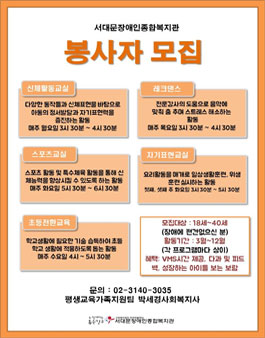 서대문장애인종합복지관
봉사자 모집
신체활동교실
다양한 동작들과 신체표현을 바탕으로
아동의 정서발달과 자기표현력을
증진하는 활동
매주 월요일 3시 30분 ~ 4시 30분
레크댄스
전문강사의 도움으로 음악에
맞춰 춤 추며 스트레스 해소하는
활동
매주 목요일 3시 30분 ~ 4시 30분
스포츠교실
스포츠 활동 및 특수체육 활동을 통해 신
체능력을 향상시킬 수 있도록 하는 활동
매주 화요일 5시 30분 ~ 6시 30분
자기표현교실
요리활동을 매개로 일상생활훈련, 위생
훈련 실시하는 활동
첫째, 셋째 주 화요일 3시 30분 ~ 5시 30분
초등전환교육
학교생활에 필요한 기술 습득하여 초등
학교 생활에 적응하도록 돕는 활동
매주 수요일 4시 ~ 5시 30분
모집대상 : 18세~40세
(장애에 편견없으신 분)
활동기간 : 3월~12월
(각 프로그램마다 상이)
혜택: VMS시간 제공, 다과 및 피드
백, 성장하는 아이들 보는 보람
문의 : 02-3140-3035
평생교육가족지원팀 박세경사회복지사
서대문장애인종합복지관